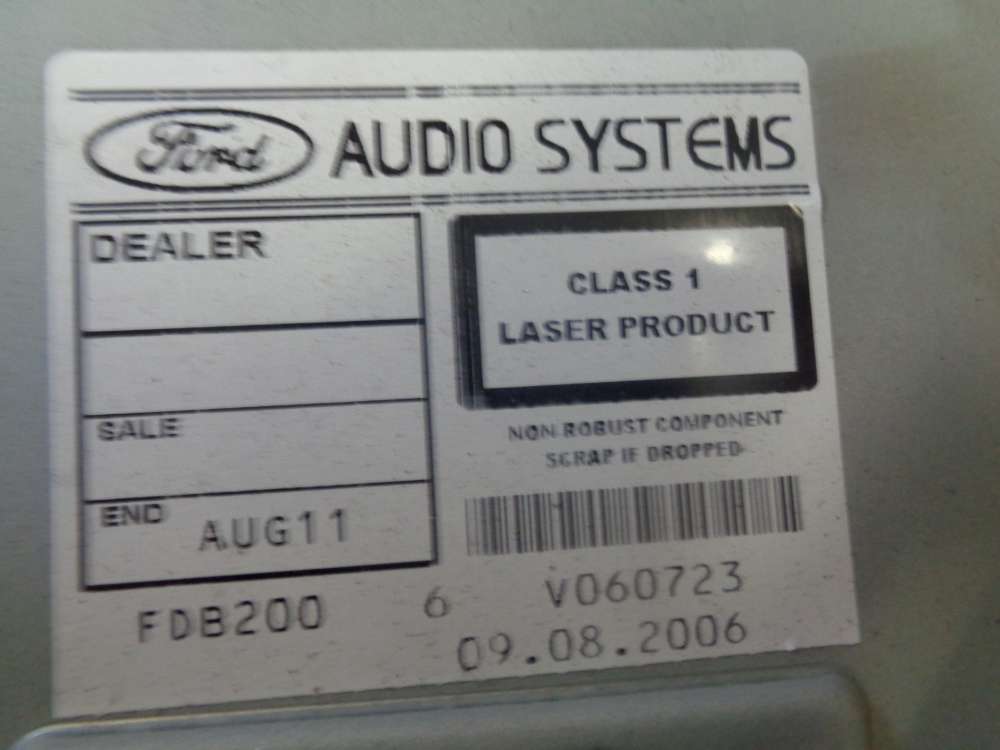 Ford AUDIO SYSTEMS
DEALER
CLASS 1
LASER PRODUCT
NON ROBUST COMPONENT
SCRAP IF DROPPED
SALE
END AUG11
FDB200 6 V060723
09.08.2006